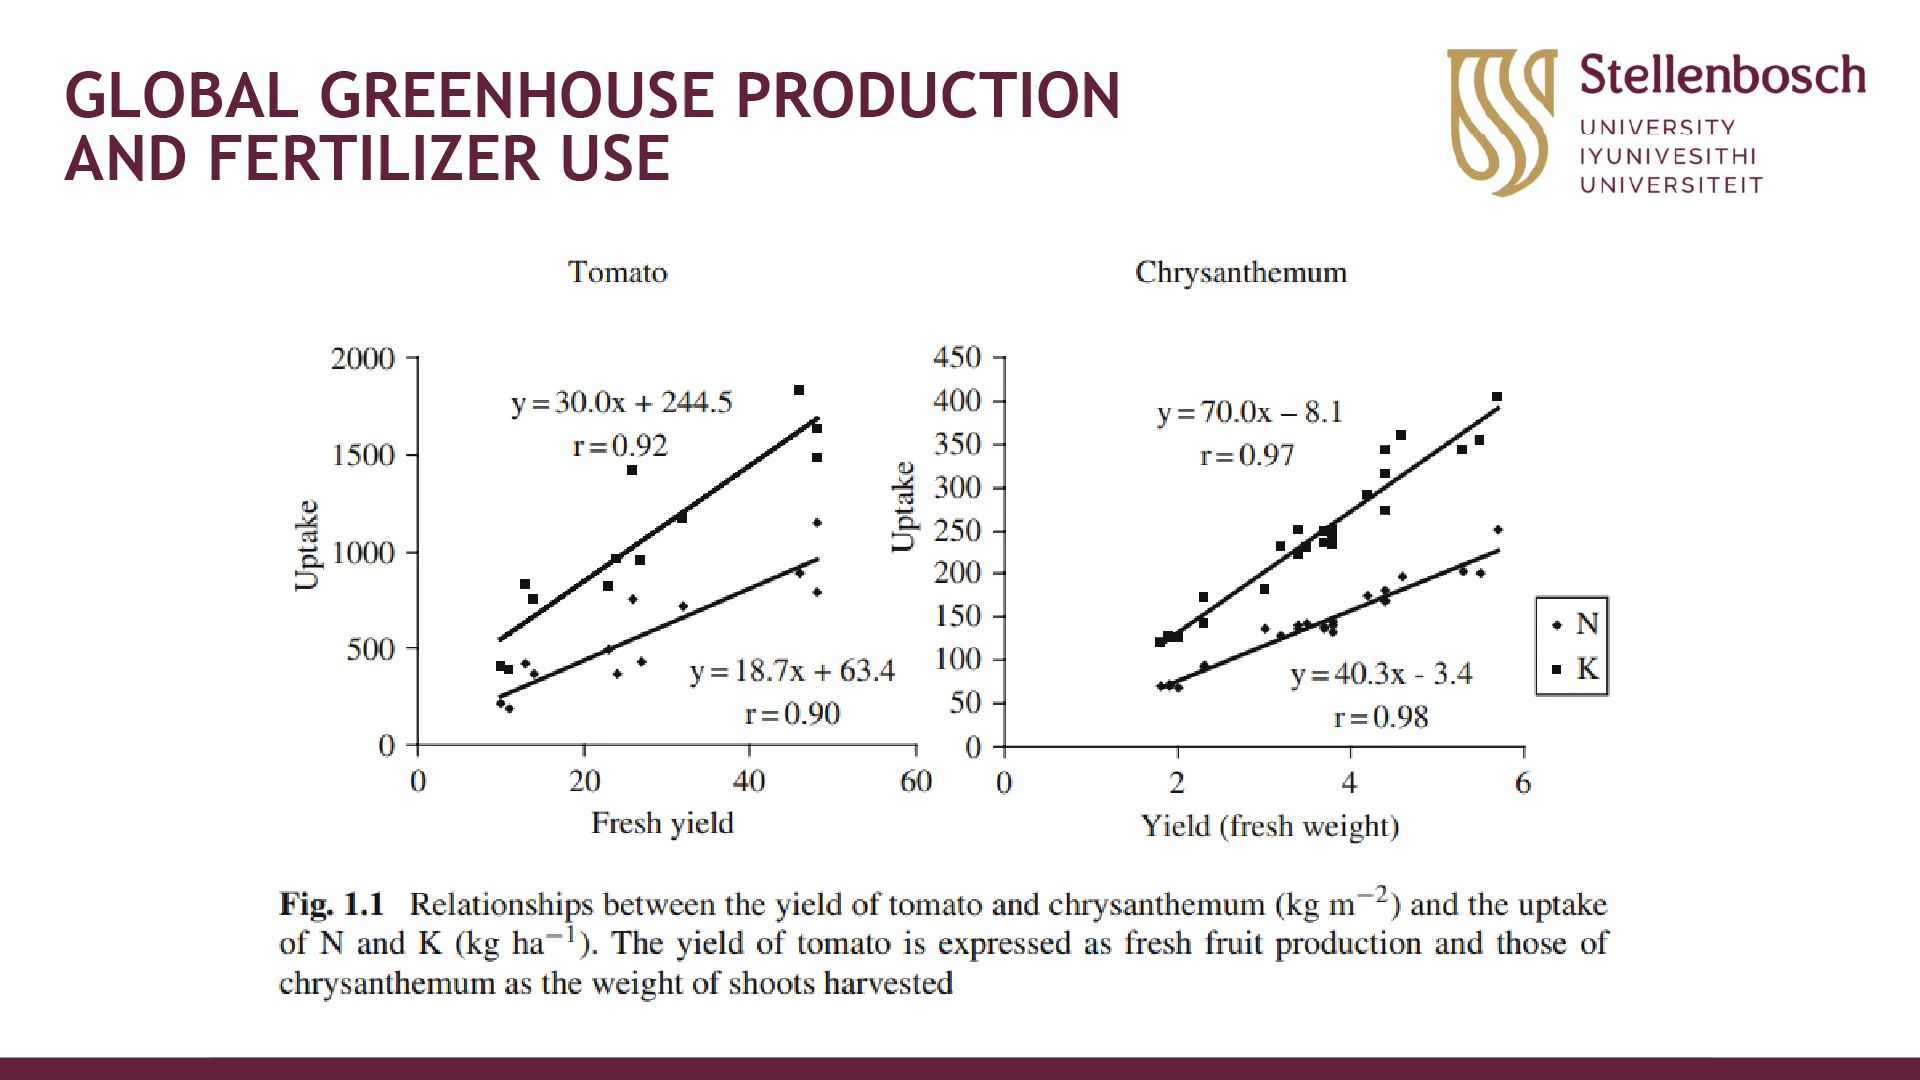 GLOBAL GREENHOUSE PRODUCTION
AND FERTILIZER USE
Stellenbosch
UNIVERSITY
IYUNIVESITHI
UNIVERSITEIT
Tomato
2000
1500
1000
500
0
Uptake
y = 30.0x + 244.5
r = 0.92
y = 18.7x + 63.4
r = 0.90
0 20 40 60
Fresh yield
Chrysanthemum
450
400
350
300
250
200
150
100
50
0
Uptake
y = 70.0x – 8.1
r = 0.97
y = 40.3x - 3.4
r = 0.98
0 2 4 6
Yield (fresh weight)
N
K
Fig. 1.1 Relationships between the yield of tomato and chrysanthemum (kg m−2) and the uptake
of N and K (kg ha−1). The yield of tomato is expressed as fresh fruit production and those of
chrysanthemum as the weight of shoots harvested